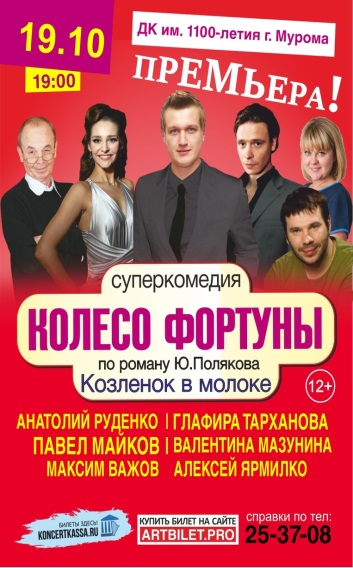 19.10
19:00
ДК им. 1100-летия г. Мурома
ПРЕМЬЕРА!
суперкомедия
КОЛЕСО ФОРТУНЫ
по роману Ю.Полякова
Козленок в молоке
12+
АНАТОЛИЙ РУДЕНКО | ГЛАФИРА ТАРХАНОВА
ПАВЕЛ МАЙКОВ | ВАЛЕНТИНА МАЗУНИНА
МАКСИМ ВАЖОВ | АЛЕКСЕЙ ЯРМИЛКО
БИЛЕТЫ ЗДЕСЬ!
KONCERTKASSA.RU
КУПИТЬ БИЛЕТ НА САЙТЕ
ARTBILET.PRO
справки по тел:
25-37-08